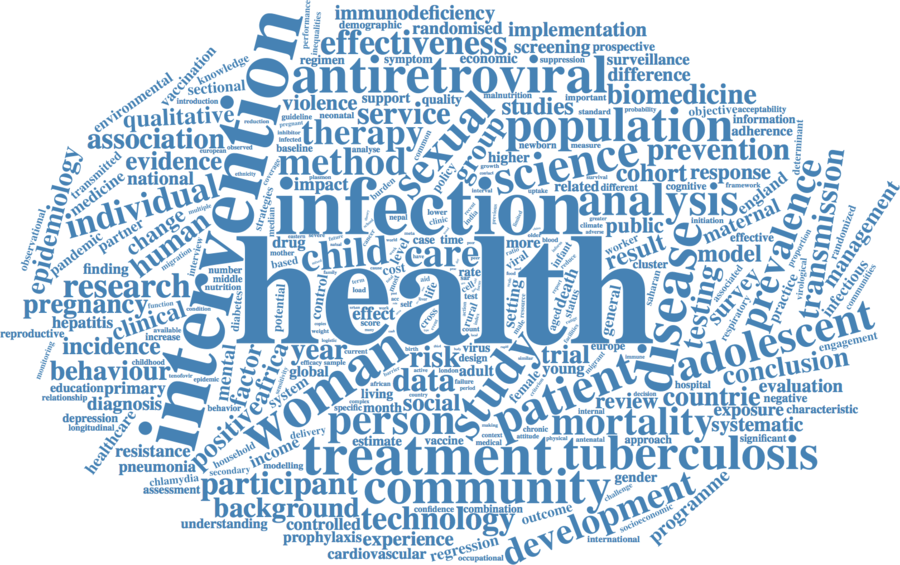 immunodeficiency
demographic
randomised
implementation
performance
inequalities
effectiveness
screening
prospective
regimen
symptom
economic
suppression
surveillance
antiretroviral
difference
vaccination
knowledge
sectional
introduction
environmental
intervention
violence
support
quality
malnutrition
important
biomedicine
guideline
neonatal
service
studies
standard
probability
objective
acceptability
qualitative
reduction
pregnant
therapy
sexual
group
population
information
adherence
association
european
observed
inhibitor
infected
baseline
analyse
common
newborn
measure
evidence
method
policy
higher
science
prevention
determinant
epidemiology
transmitted
medicine
national
ethnicity
coverage
impact
plasmon
burden
growth
interval
uptake
survival
related
different
cohort
response
cognitive
framework
england
individual
multiple
strategies
median
infection
analysis
initiation
maternal
observational
pandemic
partner
change
human
migration
interview
nepal
lower
clinic
india
greater
climate
adverse
public
prevalence
transmission
randomized
management
finding
drug
mother
based
child
level
case
time
care
more
viral
older
blood
infant
worker
result
cluster
disease
model
effective
research
number
middle
nutrition
potential
control
health
cost
aid
life
rate
cell
test
setting
aged
death
status
general
saharan
testing
survey
associated
respiratory
practice
proportion
virological
infectious
communities
pregnancy
function
condition
diabetes
effect
score
self
cross
rural
count
hepatitis
clinical
reproductive
incidence
available
increase
year
current
birth
risk
virus
design
trial
europe
young
migrant
immune
adolescent
engagement
monitoring
behaviour
childhood
tenofovir
epidemic
mental
factor
africa
global
efficacy
sample
woman
active
london
adult
failure
period
study
female
criterion
patient
hospital
conclusion
education
primary
relationship
behavior
positive
african
data
living
country
decision
countrie
evaluation
negative
diagnosis
depression
longitudinal
complex
specific
month
social
person
review
exposure
characteristic
healthcare
internal
making
context
medical
chronic
attitude
physical
antenatal
mortality
systematic
resistance
household
income
delivery
estimate
vaccine
approach
significant
pneumonia
secondary
modelling
treatment
tuberculosis
chlamydia
assessment
participant
community
gender
challenge
background
confidence
combination
outcome
development
socioeconomic
programme
understanding
controlled
technology
international
prophylaxis
experience
cardiovascular
regression
occupational